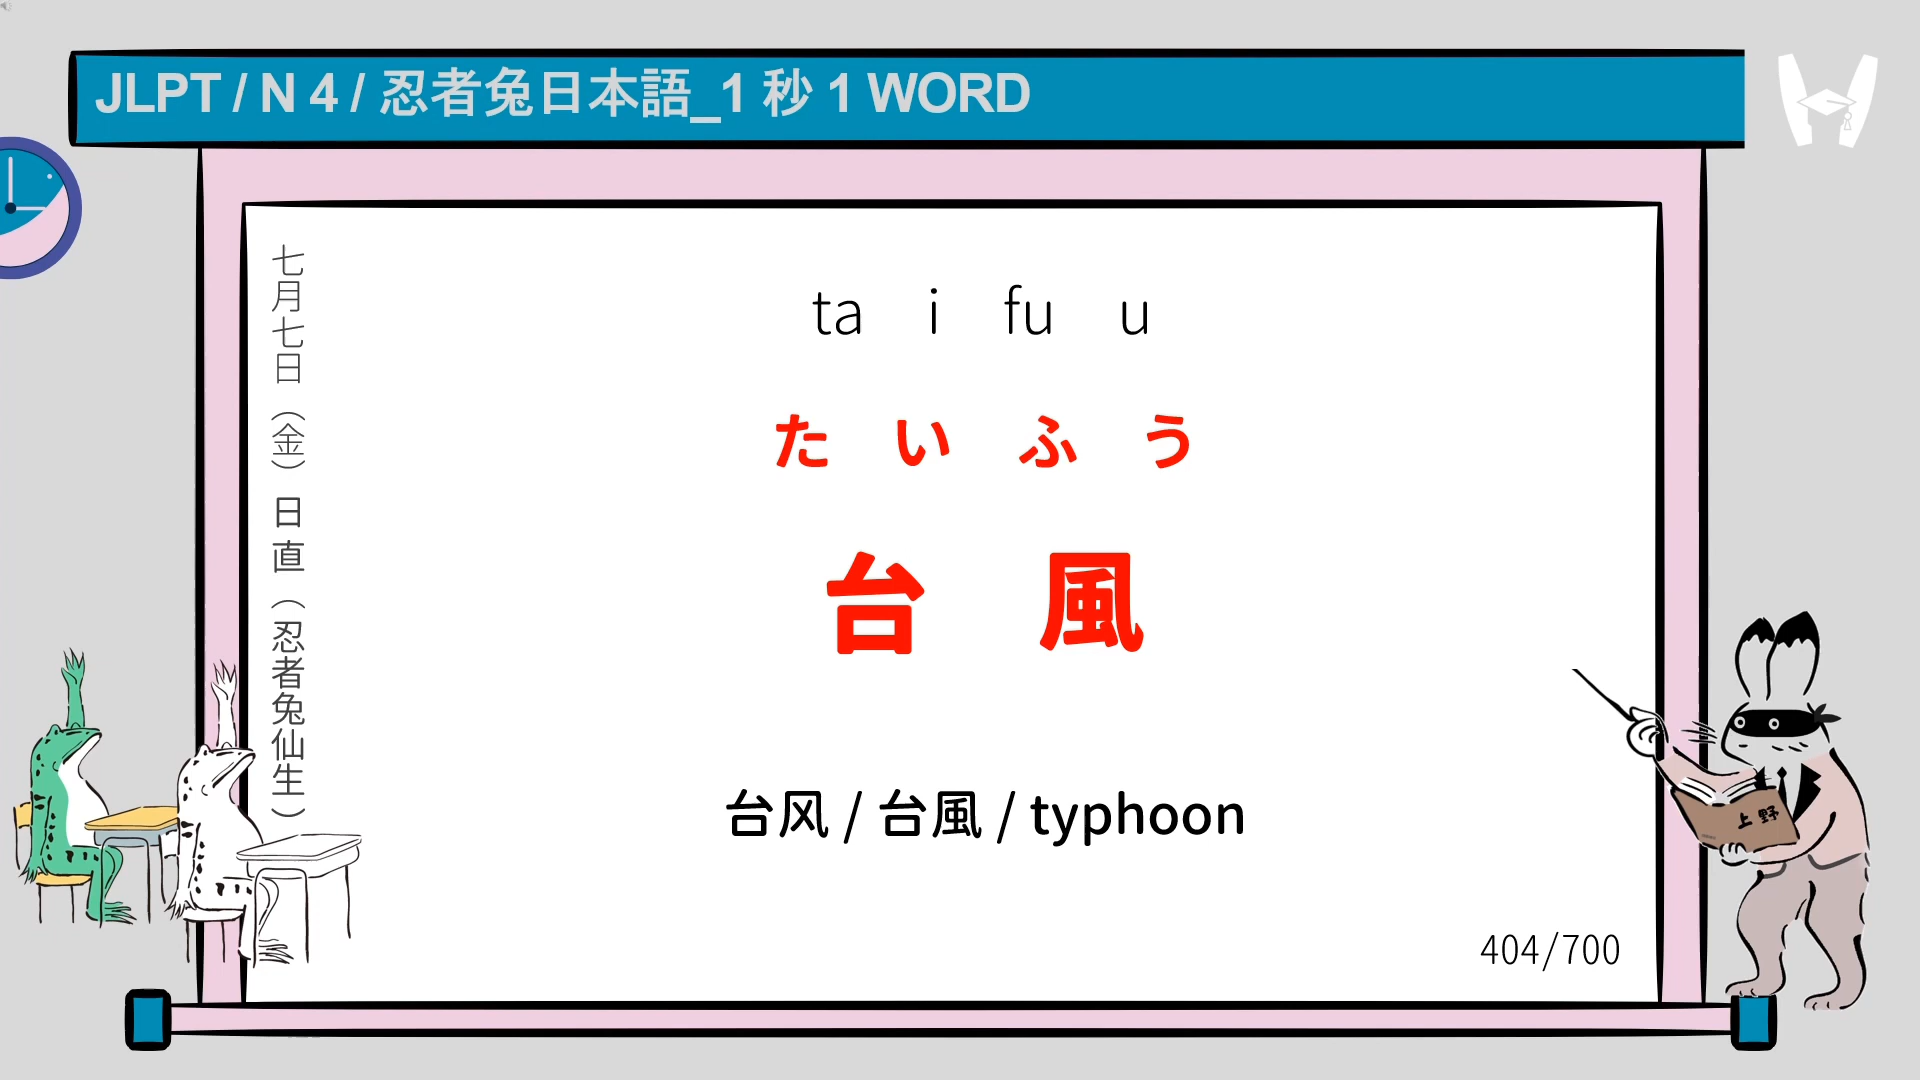 JLPT / N 4 / 忍者兔日本語_1 秒 1 WORD
七月七日（金）日直（忍者兔仙生）
ta i fu u
た い ふ う
台 風
台风 / 台風 / typhoon
上野
404/700